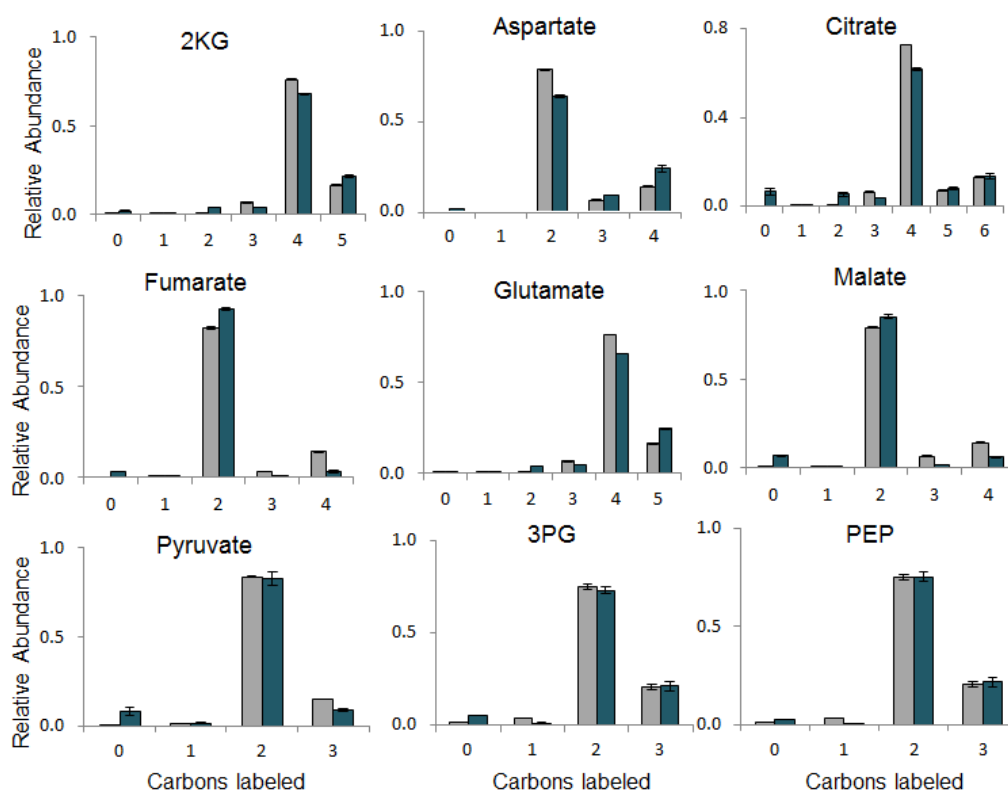 2KG
Aspartate
Citrate
Relative Abundance
1.0
0.5
0.0
0 1 2 3 4 5
1.0
0.5
0.0
0 1 2 3 4
0.8
0.4
0.0
0 1 2 3 4 5 6
Fumarate
Glutamate
Malate
Relative Abundance
1.0
0.5
0.0
0 1 2 3 4
1.0
0.5
0.0
0 1 2 3 4 5
1.0
0.5
0.0
0 1 2 3 4
Pyruvate
3PG
PEP
Relative Abundance
1.0
0.5
0.0
0 1 2 3
Carbons labeled
1.0
0.5
0.0
0 1 2 3
Carbons labeled
1.0
0.5
0.0
0 1 2 3
Carbons labeled